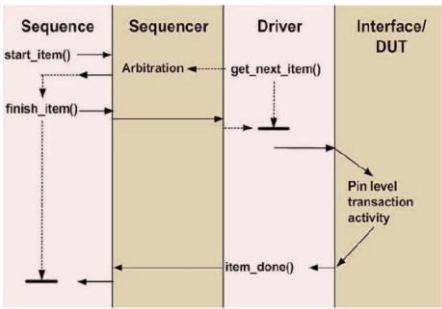 Sequence Sequencer Driver Interface/
DUT
start_item()
Arbitration get_next_item()
finish_item()
Pin level
transaction
activity
item_done()